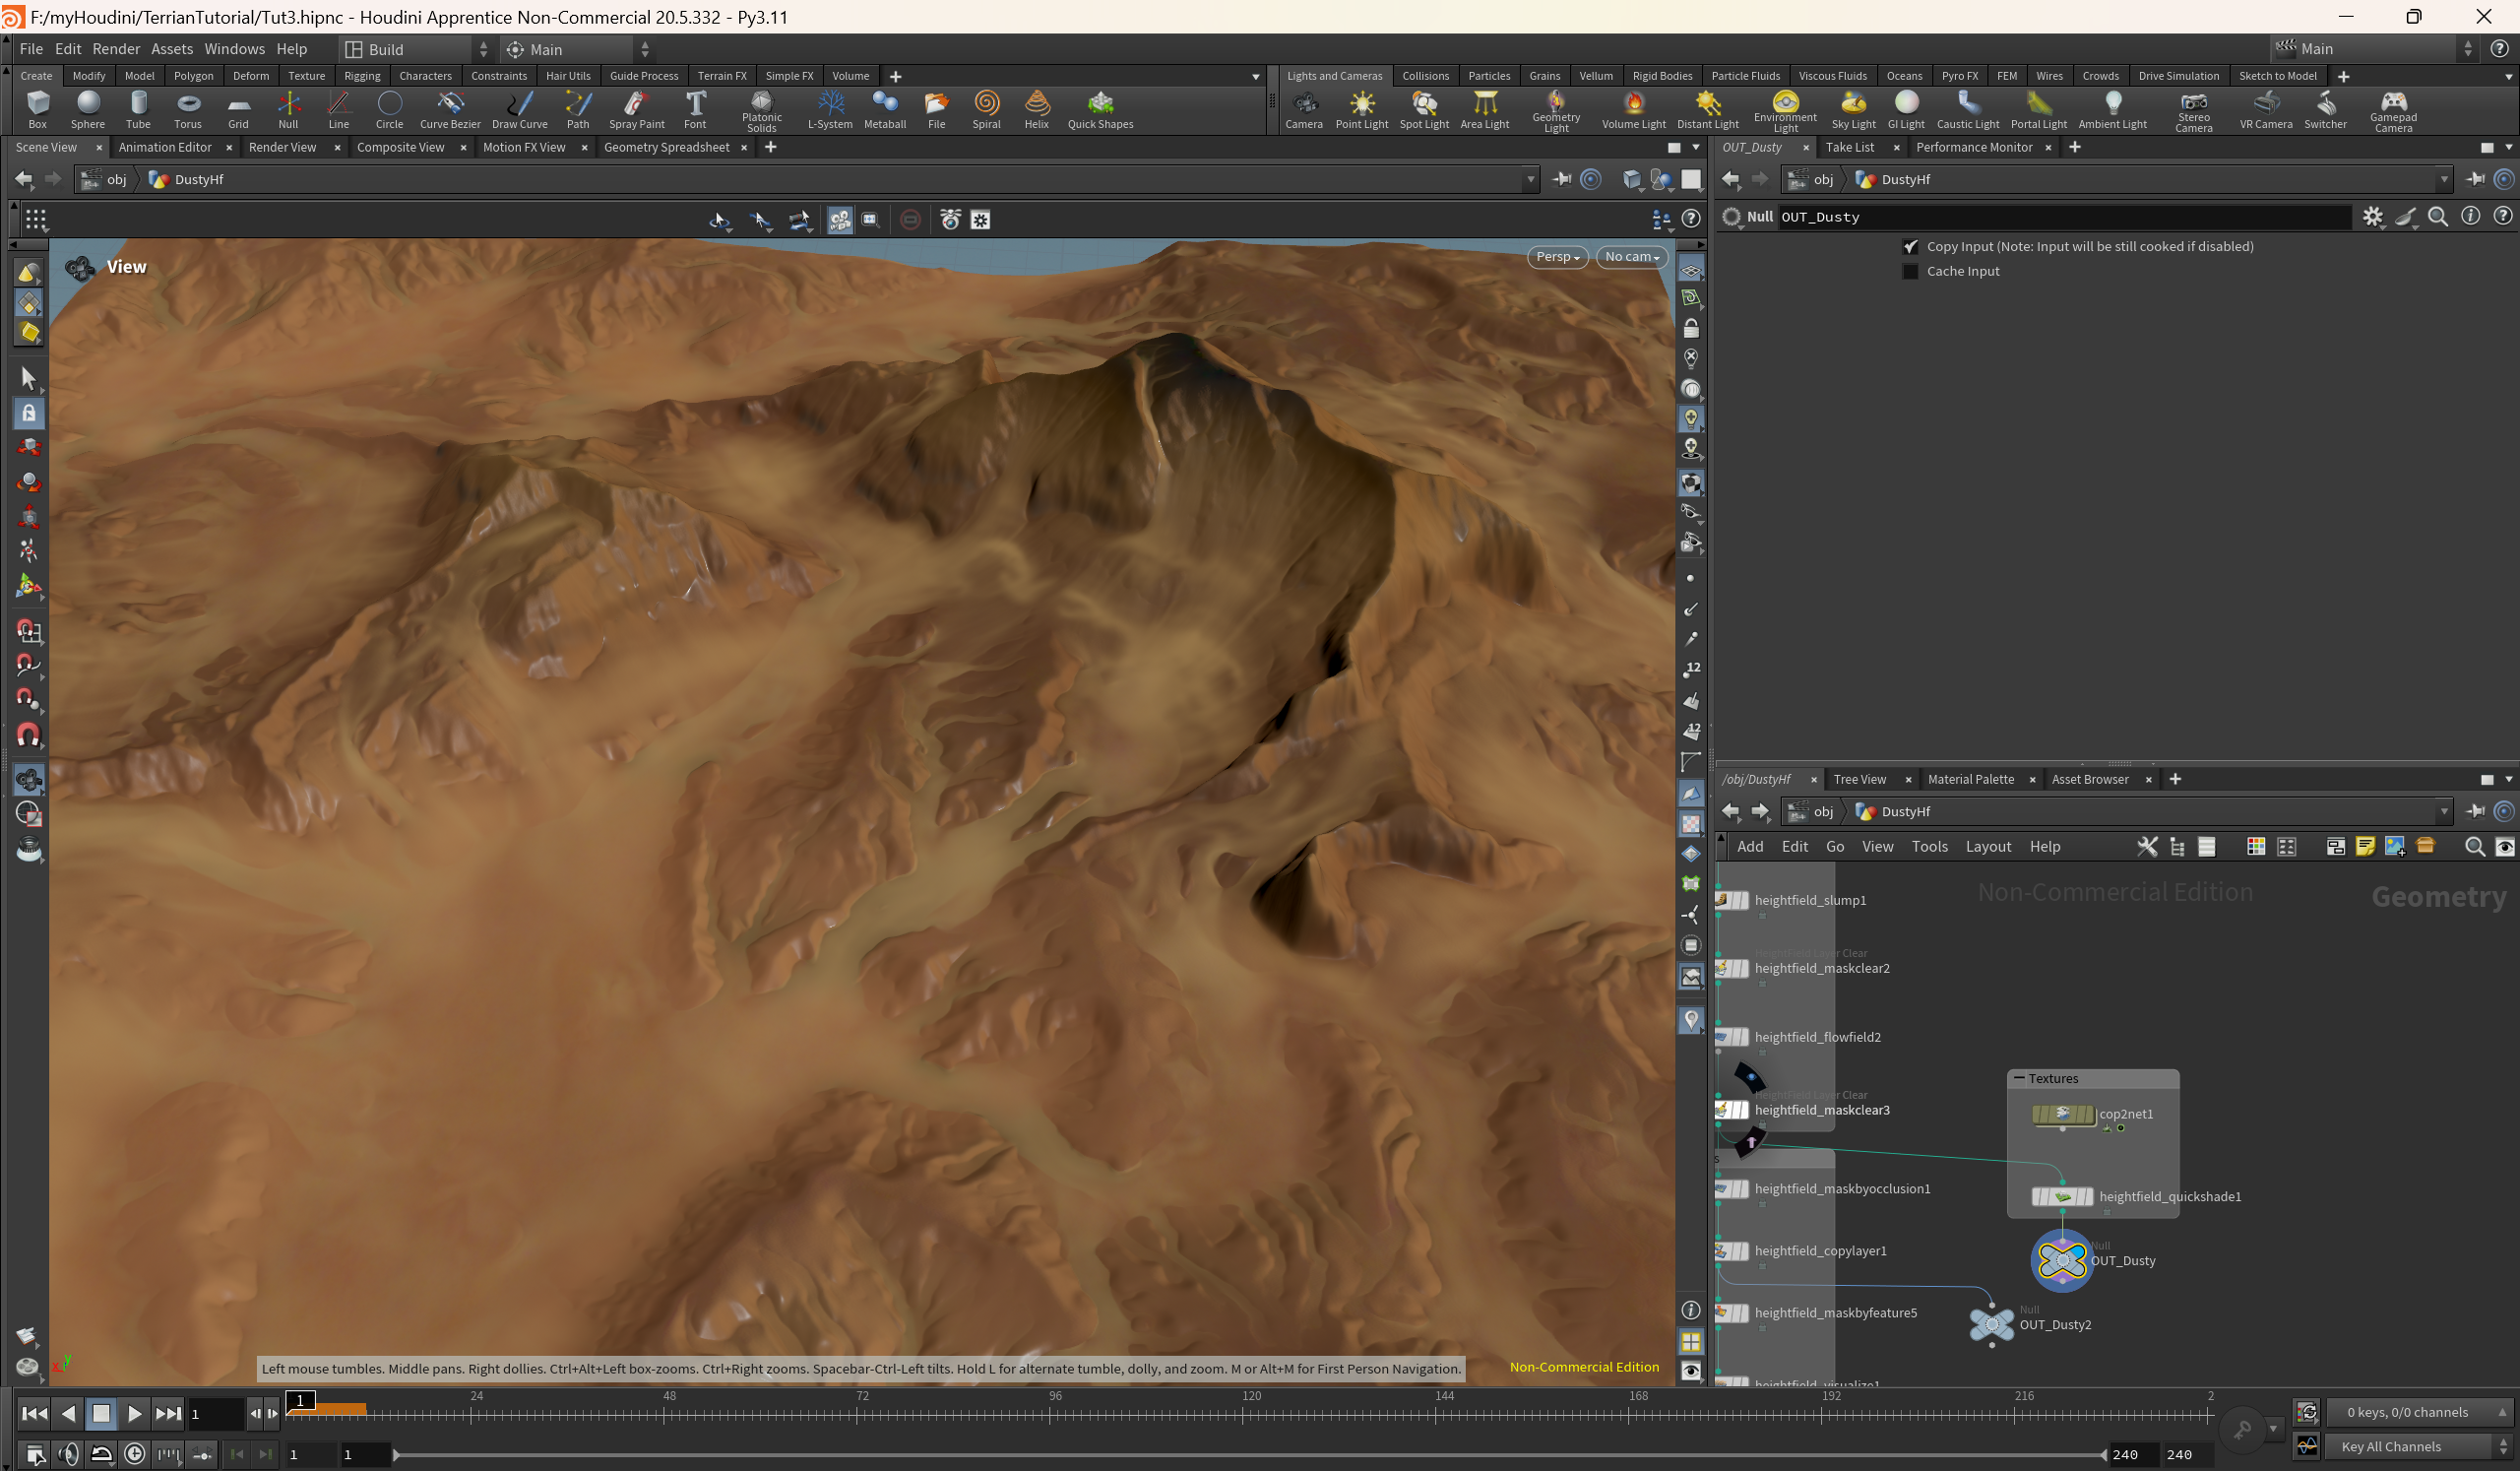 F:/myHoudini/TerrianTutorial/Tut3.hipnc - Houdini Apprentice Non-Commercial 20.5.332 - Py3.11
File Edit Render Assets Windows Help Build Main Main
Create Modify Model Polygon Deform Texture Rigging Characters Constraints Hair Utils Guide Process Terrain FX Simple FX Volume
Lights and Cameras Collisions Particles Grains Vellum Rigid Bodies Particle Fluids Viscous Fluids Oceans Pyro FX FEM Wires Crowds Drive Simulation Sketch to Model
Box Sphere Tube Torus Grid Null Line Circle Curve Bezier Draw Curve Path Spray Paint Font Platonic Solids L-System Metaball File Spiral Helix Quick Shapes
Camera Point Light Spot Light Area Light Geometry Light Volume Light Distant Light Environment Light Sky Light GI Light Caustic Light Portal Light Ambient Light Stereo Camera VR Camera Switcher Gamepad Camera
Scene View Animation Editor Render View Composite View Motion FX View Geometry Spreadsheet
obj DustyHf
View
Persp No cam
12
12
Left mouse tumbles. Middle pans. Right dollies. Ctrl+Alt+Left box-zooms. Ctrl+Right zooms. Spacebar-Ctrl-Left tilts. Hold L for alternate tumble, dolly, and zoom. M or Alt+M for First Person Navigation.
Non-Commercial Edition
OUT_Dusty Take List Performance Monitor
obj DustyHf
Null OUT_Dusty
Copy Input (Note: Input will be still cooked if disabled)
Cache Input
/obj/DustyHf Tree View Material Palette Asset Browser
obj DustyHf
Add Edit Go View Tools Layout Help
Non-Commercial Edition Geometry
heightfield_slump1
HeightField Layer Clear
heightfield_maskclear2
heightfield_flowfield2
HeightField Layer Clear
heightfield_maskclear3
s
heightfield_maskbyocclusion1
heightfield_copylayer1
heightfield_maskbyfeature5
heightfield_visualize1
Textures
cop2net1
heightfield_quickshade1
Null
OUT_Dusty
Null
OUT_Dusty2
1 1 24 48 72 96 120 144 168 192 216 2
0 keys, 0/0 channels
1 1 240 240
Key All Channels